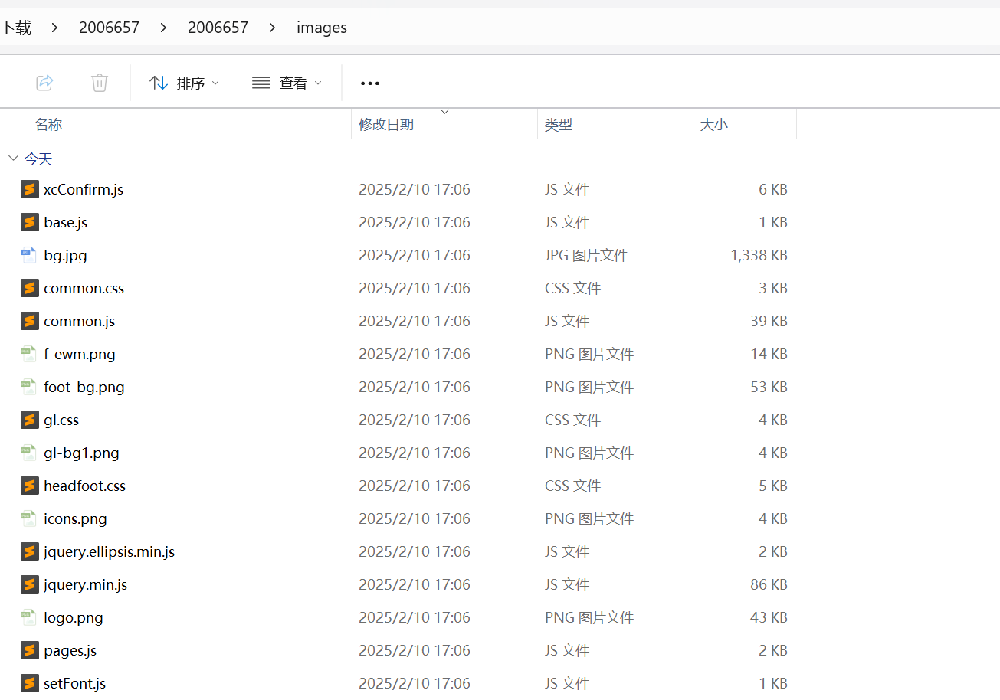 下载 > 2006657 > 2006657 > images
排序 查看 •••
名称 修改日期 类型 大小
今天
xcConfirm.js 2025/2/10 17:06 JS 文件 6 KB
base.js 2025/2/10 17:06 JS 文件 1 KB
bg.jpg 2025/2/10 17:06 JPG 图片文件 1,338 KB
common.css 2025/2/10 17:06 CSS 文件 3 KB
common.js 2025/2/10 17:06 JS 文件 39 KB
f-ewm.png 2025/2/10 17:06 PNG 图片文件 14 KB
foot-bg.png 2025/2/10 17:06 PNG 图片文件 53 KB
gl.css 2025/2/10 17:06 CSS 文件 4 KB
gl-bg1.png 2025/2/10 17:06 PNG 图片文件 4 KB
headfoot.css 2025/2/10 17:06 CSS 文件 5 KB
icons.png 2025/2/10 17:06 PNG 图片文件 4 KB
jquery.ellipsis.min.js 2025/2/10 17:06 JS 文件 2 KB
jquery.min.js 2025/2/10 17:06 JS 文件 86 KB
logo.png 2025/2/10 17:06 PNG 图片文件 43 KB
pages.js 2025/2/10 17:06 JS 文件 2 KB
setFont.js 2025/2/10 17:06 JS 文件 1 KB